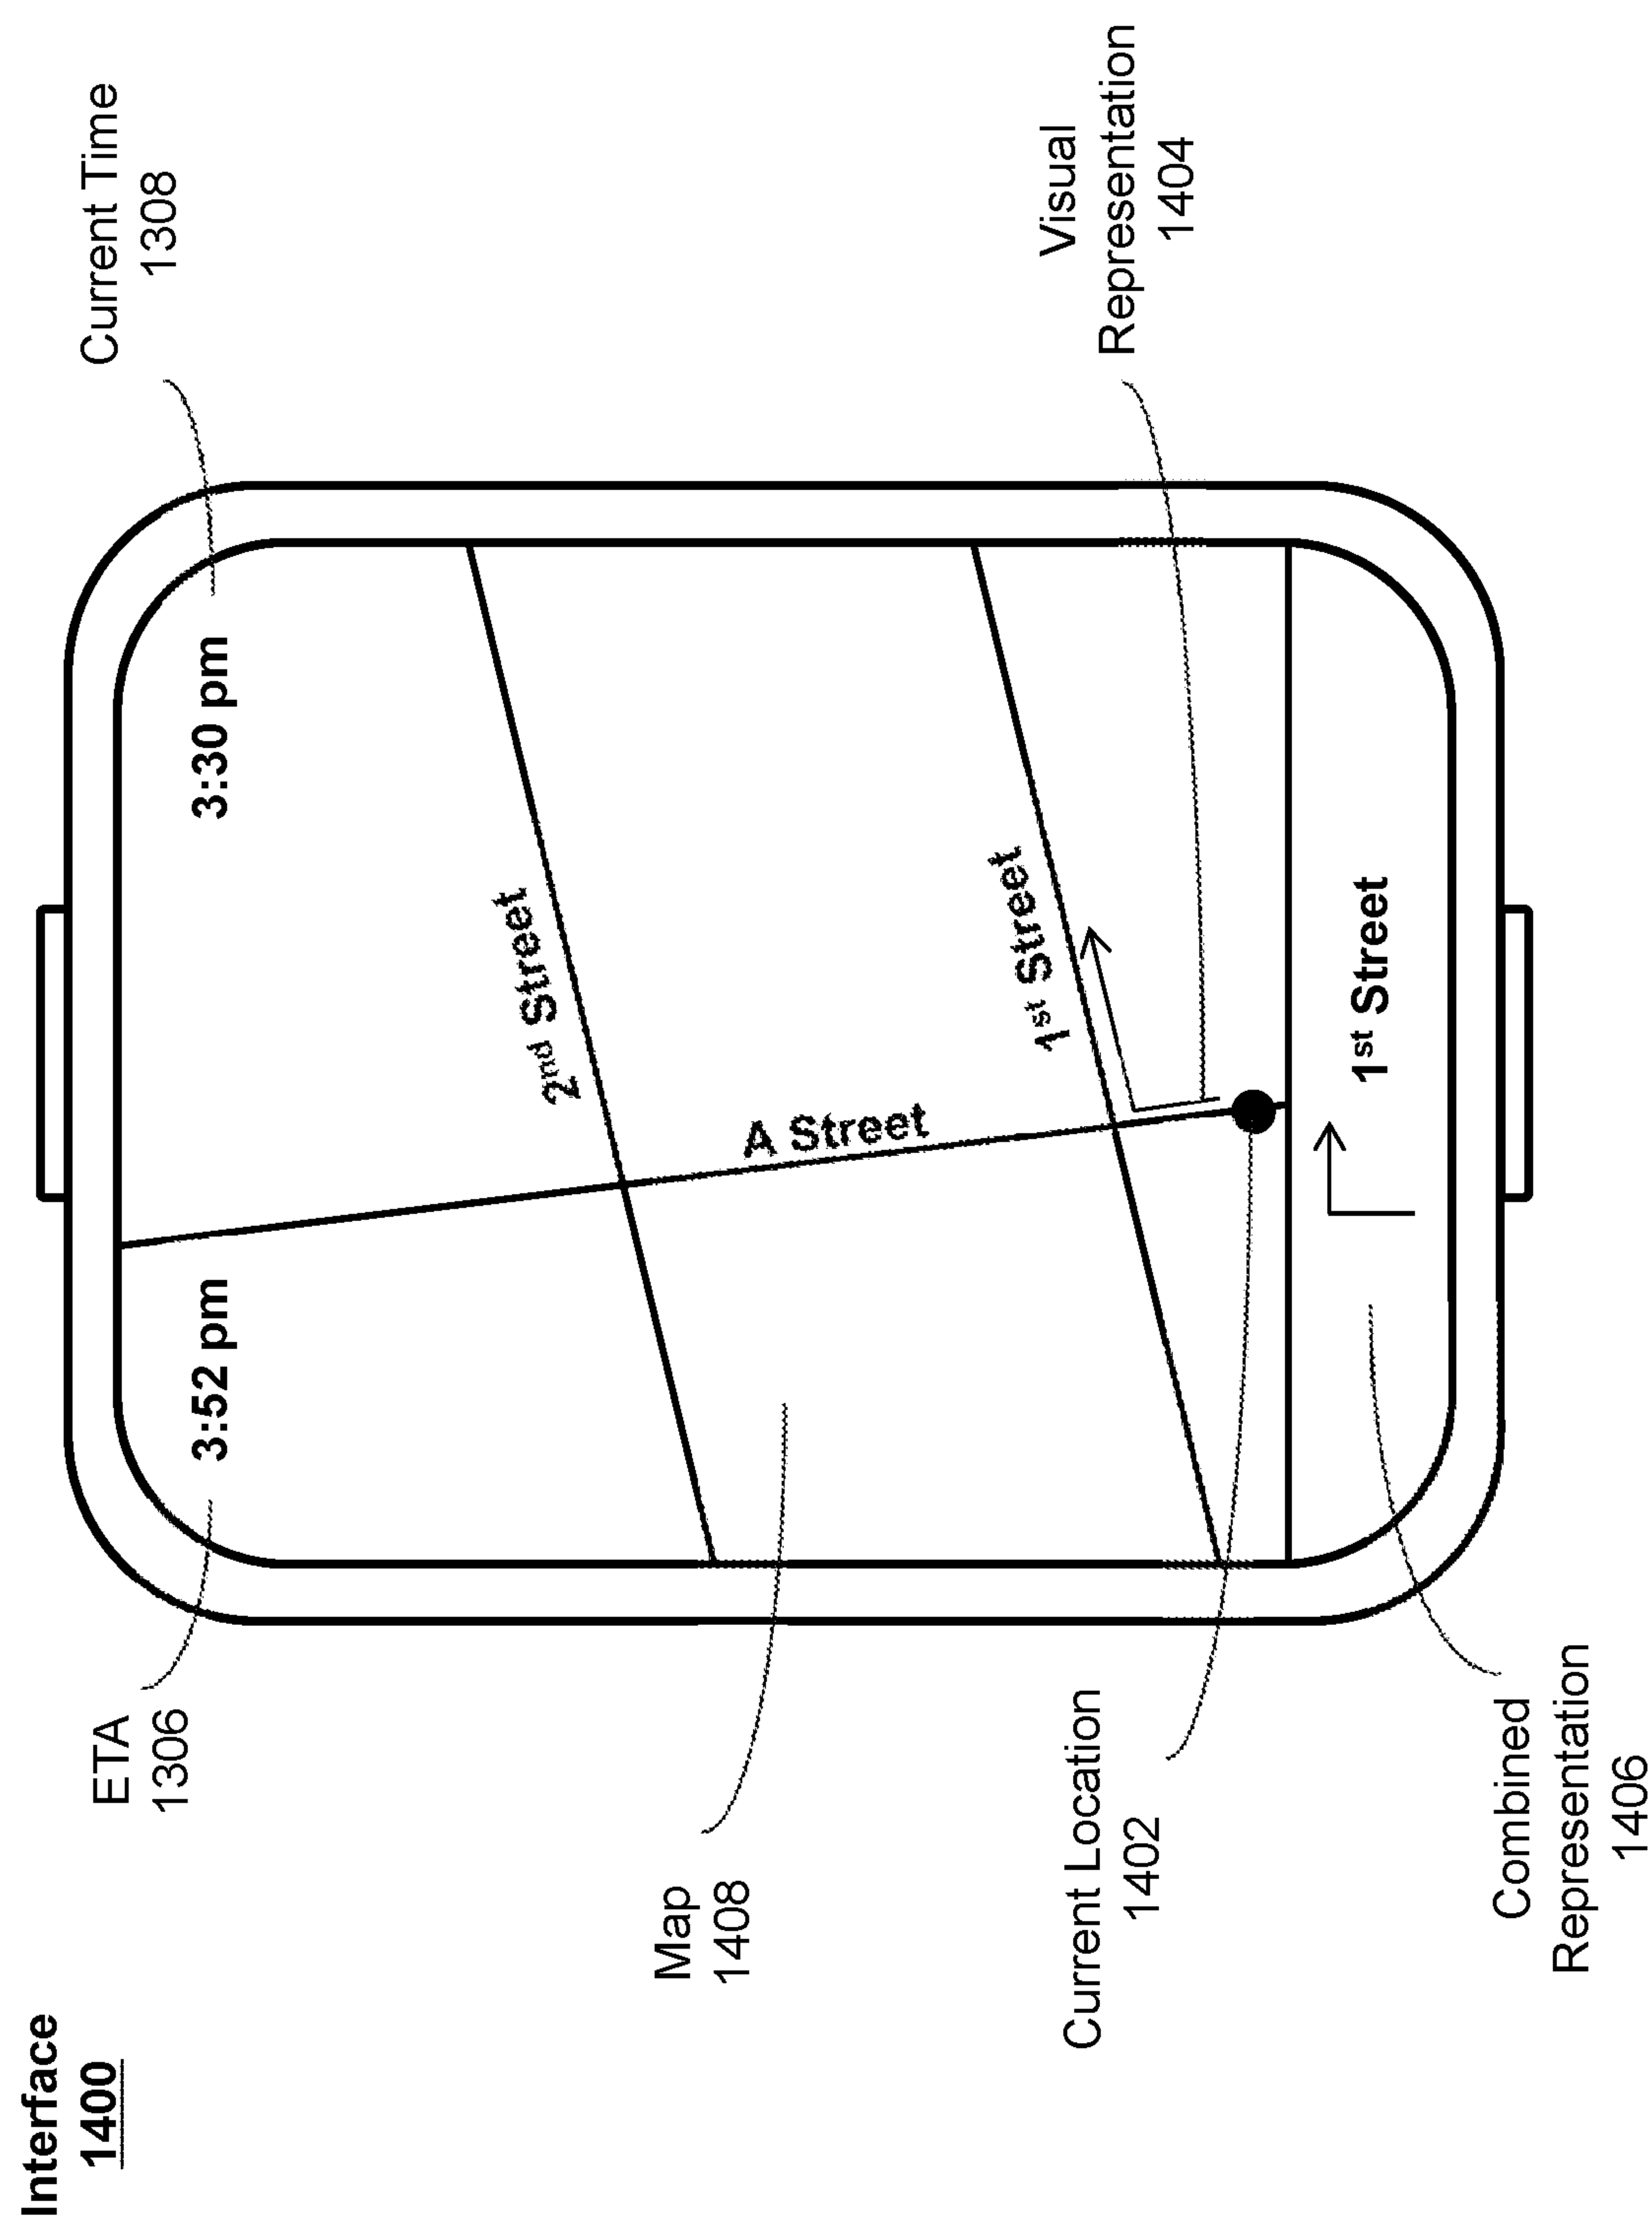 Interface
1400
ETA
1306
3:52 pm
3:30 pm
Current Time
1308
2nd Street
Map
1408
A Street
1st Street
Current Location
1402
Visual
Representation
1404
1st Street
Combined
Representation
1406